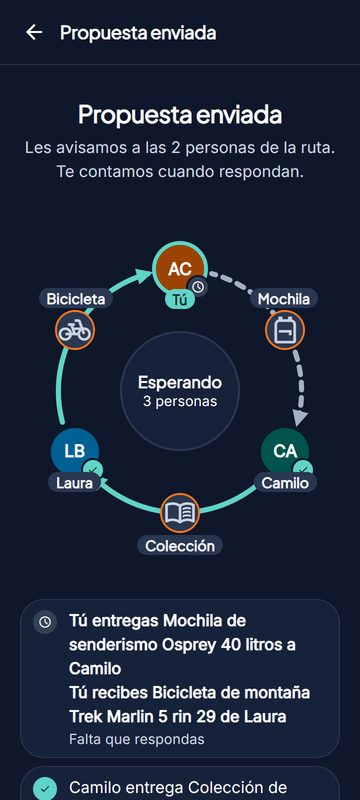 Propuesta enviada
Propuesta enviada
Les avisamos a las 2 personas de la ruta.
Te contamos cuando respondan.
AC
Tú
Bicicleta
Mochila
Esperando
3 personas
LB
Laura
CA
Camilo
Colección
Tú entregas Mochila de
senderismo Osprey 40 litros a
Camilo
Tú recibes Bicicleta de montaña
Trek Marlin 5 rin 29 de Laura
Falta que respondas
Camilo entrega Colección de